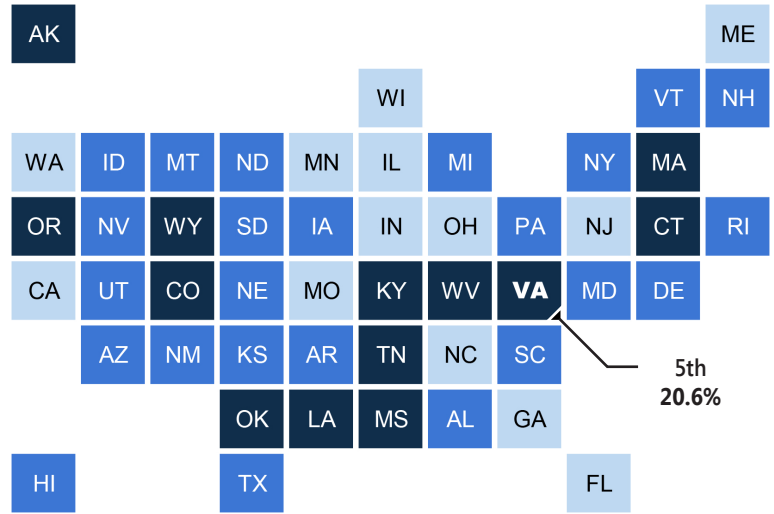 AK ME
WI VT NH
WA ID MT ND MN IL MI NY MA
OR NV WY SD IA IN OH PA NJ CT RI
CA UT CO NE MO KY WV VA MD DE
AZ NM KS AR TN NC SC
5th
20.6%
OK LA MS AL GA
HI TX FL